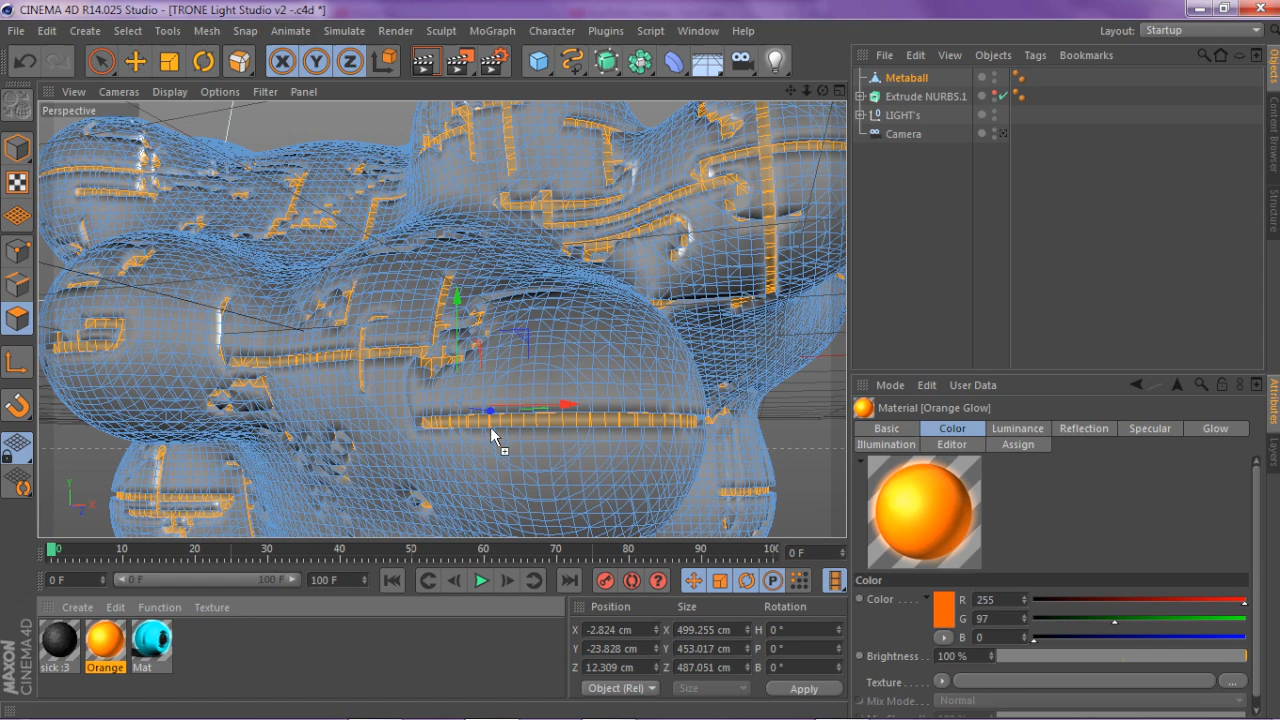 CINEMA 4D R14.025 Studio - [TRONE Light Studio v2 -.c4d *]
File Edit Create Select Tools Mesh Snap Animate Simulate Render Sculpt MoGraph Character Plugins Script Window Help
Layout: Startup
X Y Z
View Cameras Display Options Filter Panel
Perspective
File Edit View Objects Tags Bookmarks
Metaball
Extrude NURBS.1
LIGHT's
Camera
Objects
Content Browser
Structure
Mode Edit User Data
Material [Orange Glow]
Basic Color Luminance Reflection Specular Glow
Illumination Editor Assign
Attributes
Layers
Y
X
Z
0 10 20 30 40 50 60 70 80 90 100 0 F
0 F 0 F 100 F 100 F
P
Color
Color R 255
G 97
B 0
Brightness 100 %
Texture
Mix Mode Normal
Create Edit Function Texture
sick :3 Orange Mat
Position Size Rotation
X -2.824 cm X 499.255 cm H 0 °
Y -23.828 cm Y 453.017 cm P 0 °
Z 12.309 cm Z 487.051 cm B 0 °
Object (Rel) Size Apply
MAXON
CINEMA 4D